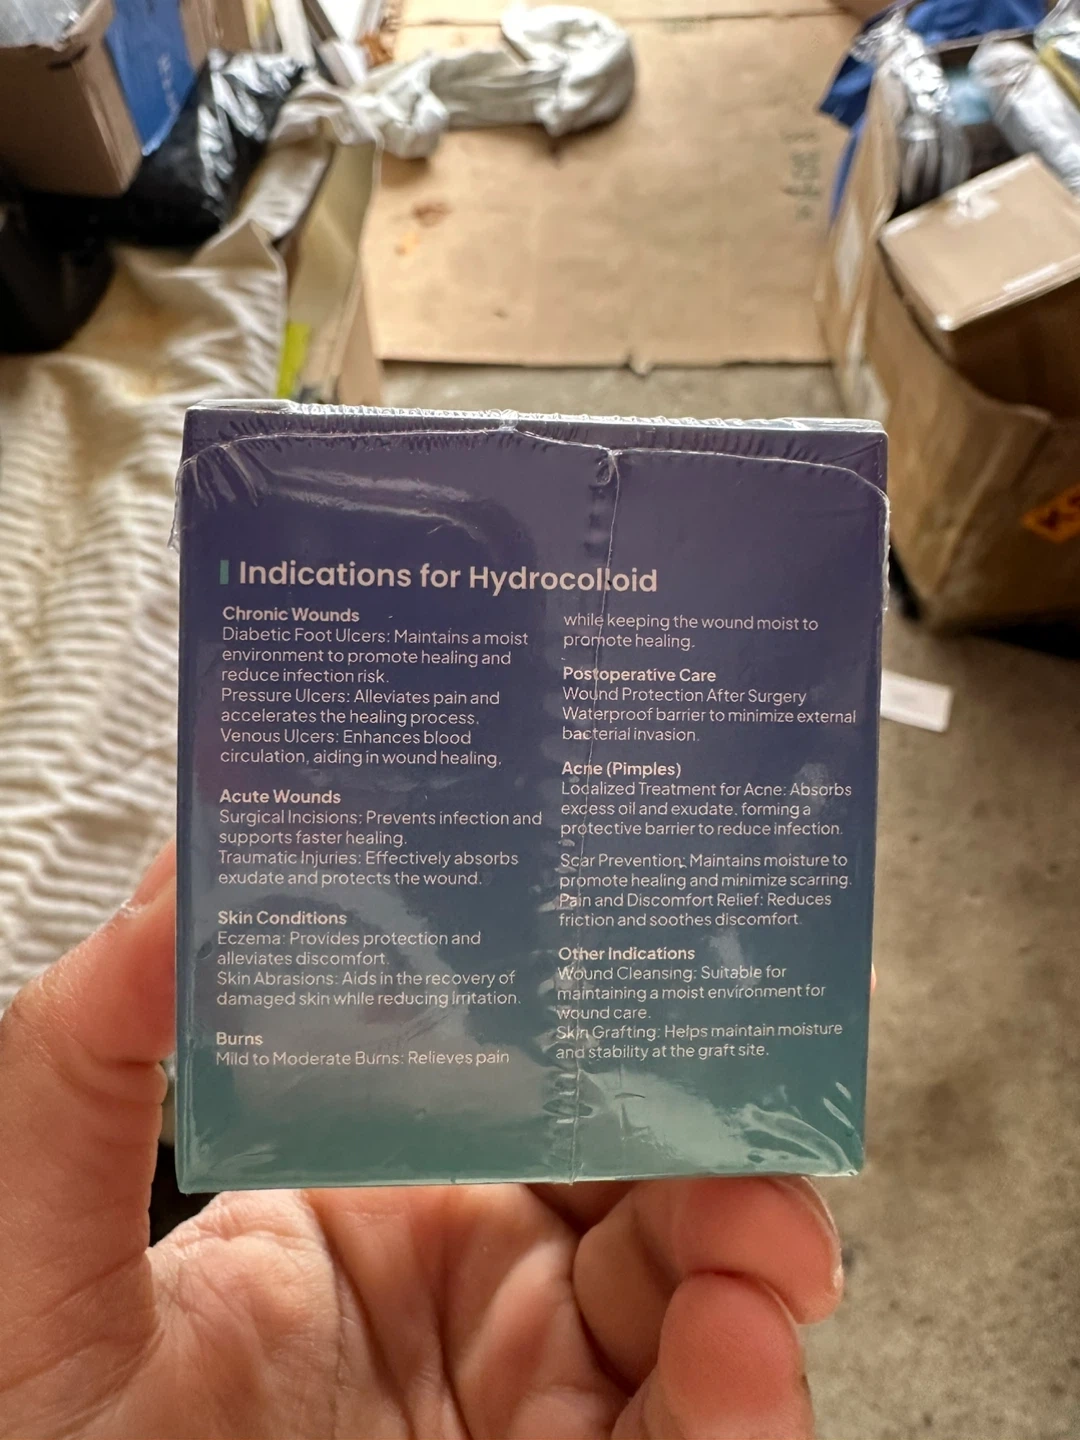 Indications for Hydrocolloid
Chronic Wounds
Diabetic Foot Ulcers: Maintains a moist
environment to promote healing and
reduce infection risk.
Pressure Ulcers: Alleviates pain and
accelerates the healing process.
Venous Ulcers: Enhances blood
circulation, aiding in wound healing.
Acute Wounds
Surgical Incisions: Prevents infection and
supports faster healing.
Traumatic Injuries: Effectively absorbs
exudate and protects the wound.
Skin Conditions
Eczema: Provides protection and
alleviates discomfort.
Skin Abrasions: Aids in the recovery of
damaged skin while reducing Irritation.
Burns
Mild to Moderate Burns: Relieves pain
while keeping the wound moist to
promote healing.
Postoperative Care
Wound Protection After Surgery
Waterproof barrier to minimize external
bacterial invasion.
Acne (Pimples)
Localized Treatment for Acne: Absorbs
excess oil and exudate. forming a
protective barrier to reduce infection.
Scar Prevention: Maintains moisture to
promote healing and minimize scarring.
Pain and Discomfort Relief: Reduces
friction and soothes discomfort.
Other Indications
Wound Cleansing: Suitable for
maintaining a moist environment for
wound care.
Skin Grafting: Helps maintain moisture
and stability at the graft site.